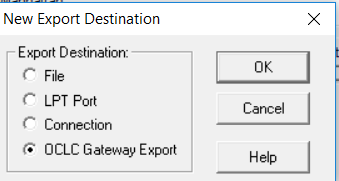 New Export Destination
Export Destination:
File
LPT Port
Connection
OCLC Gateway Export
OK
Cancel
Help